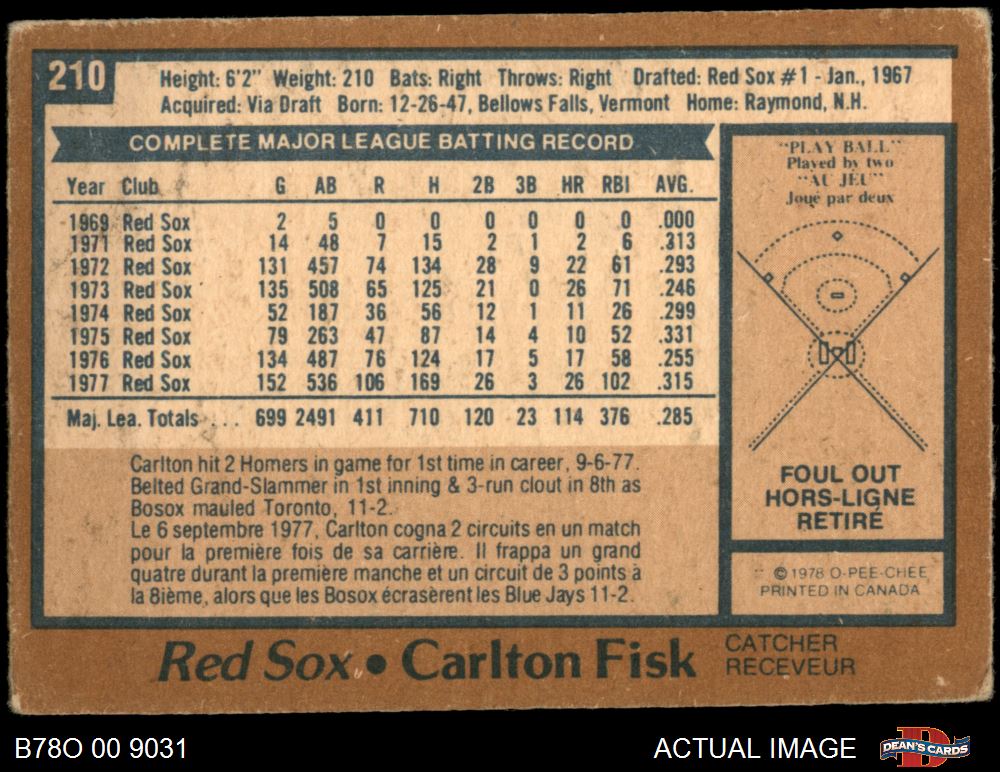 210
Height: 6'2" Weight: 210 Bats: Right Throws: Right Drafted: Red Sox #1 - Jan., 1967
Acquired: Via Draft Born: 12-26-47, Bellows Falls, Vermont Home: Raymond, N.H.
COMPLETE MAJOR LEAGUE BATTING RECORD
Year Club G AB R H 2B 3B HR RBI AVG.
1969 Red Sox 2 5 0 0 0 0 0 0 .000
1971 Red Sox 14 48 7 15 2 1 2 6 .313
1972 Red Sox 131 457 74 134 28 9 22 61 .293
1973 Red Sox 135 508 65 125 21 0 26 71 .246
1974 Red Sox 52 187 36 56 12 1 11 26 .299
1975 Red Sox 79 263 47 87 14 4 10 52 .331
1976 Red Sox 134 487 76 124 17 5 17 58 .255
1977 Red Sox 152 536 106 169 26 3 26 102 .315
Maj. Lea. Totals ... 699 2491 411 710 120 23 114 376 .285
Carlton hit 2 Homers in game for 1st time in career, 9-6-77.
Belted Grand-Slammer in 1st inning & 3-run clout in 8th as
Bosox mauled Toronto, 11-2.
Le 6 septembre 1977, Carlton cogna 2 circuits en un match
pour la première fois de sa carrière. Il frappa un grand
quatre durant la première manche et un circuit de 3 points à
la 8ième, alors que les Bosox écrasèrent les Blue Jays 11-2.
"PLAY BALL"
Played by two
"AU JEU"
Joué par deux
FOUL OUT
HORS-LIGNE
RETIRÉ
© 1978 O-PEE-CHEE
PRINTED IN CANADA
Red Sox • Carlton Fisk
CATCHER
RECEVEUR
B78O 00 9031
ACTUAL IMAGE
D
DEAN'S CARDS